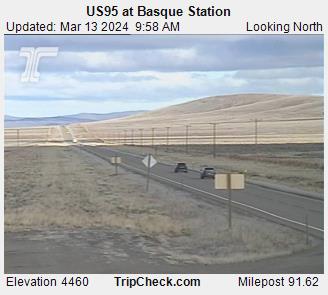 US95 at Basque Station
Updated: Mar 13 2024 9:58 AM Looking North
Elevation 4460 TripCheck.com Milepost 91.62